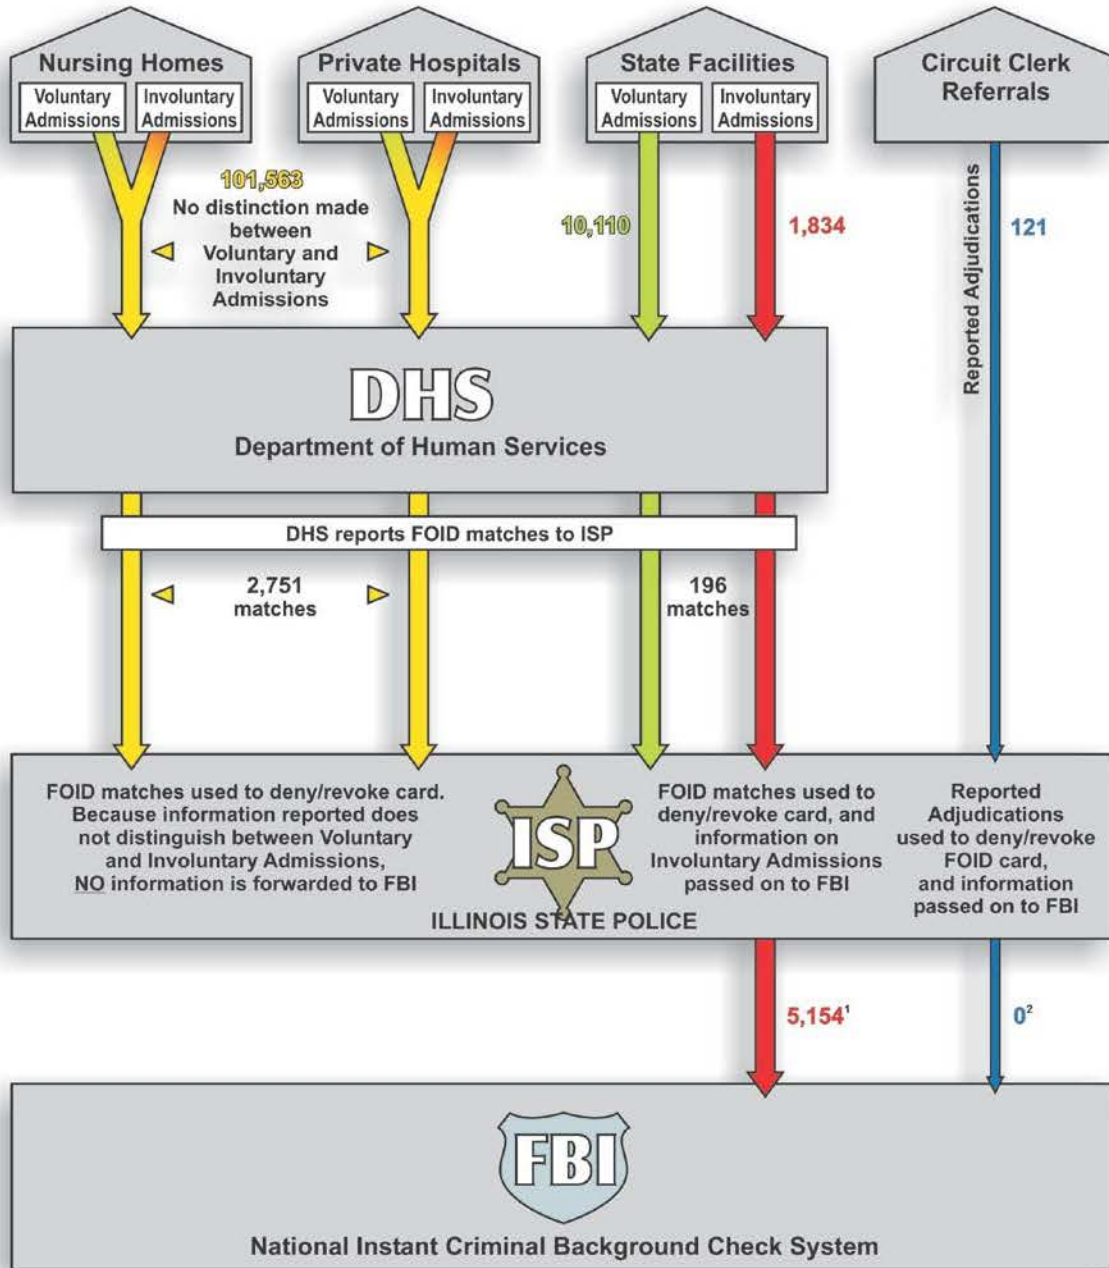 Nursing Homes
Voluntary
Admissions
Involuntary
Admissions
Private Hospitals
Voluntary
Admissions
Involuntary
Admissions
State Facilities
Voluntary
Admissions
Involuntary
Admissions
Circuit Clerk
Referrals
101,563
No distinction made
between
Voluntary and
Involuntary
Admissions
10,110
1,834
Reported Adjudications
121
DHS
Department of Human Services
DHS reports FOID matches to ISP
2,751
matches
196
matches
FOID matches used to deny/revoke card.
Because information reported does
not distinguish between Voluntary
and Involuntary Admissions,
NO information is forwarded to FBI
ISP
ILLINOIS STATE POLICE
FOID matches used to
deny/revoke card, and
information on
Involuntary Admissions
passed on to FBI
Reported
Adjudications
used to deny/revoke
FOID card,
and information
passed on to FBI
5,154¹
0²
FBI
National Instant Criminal Background Check System